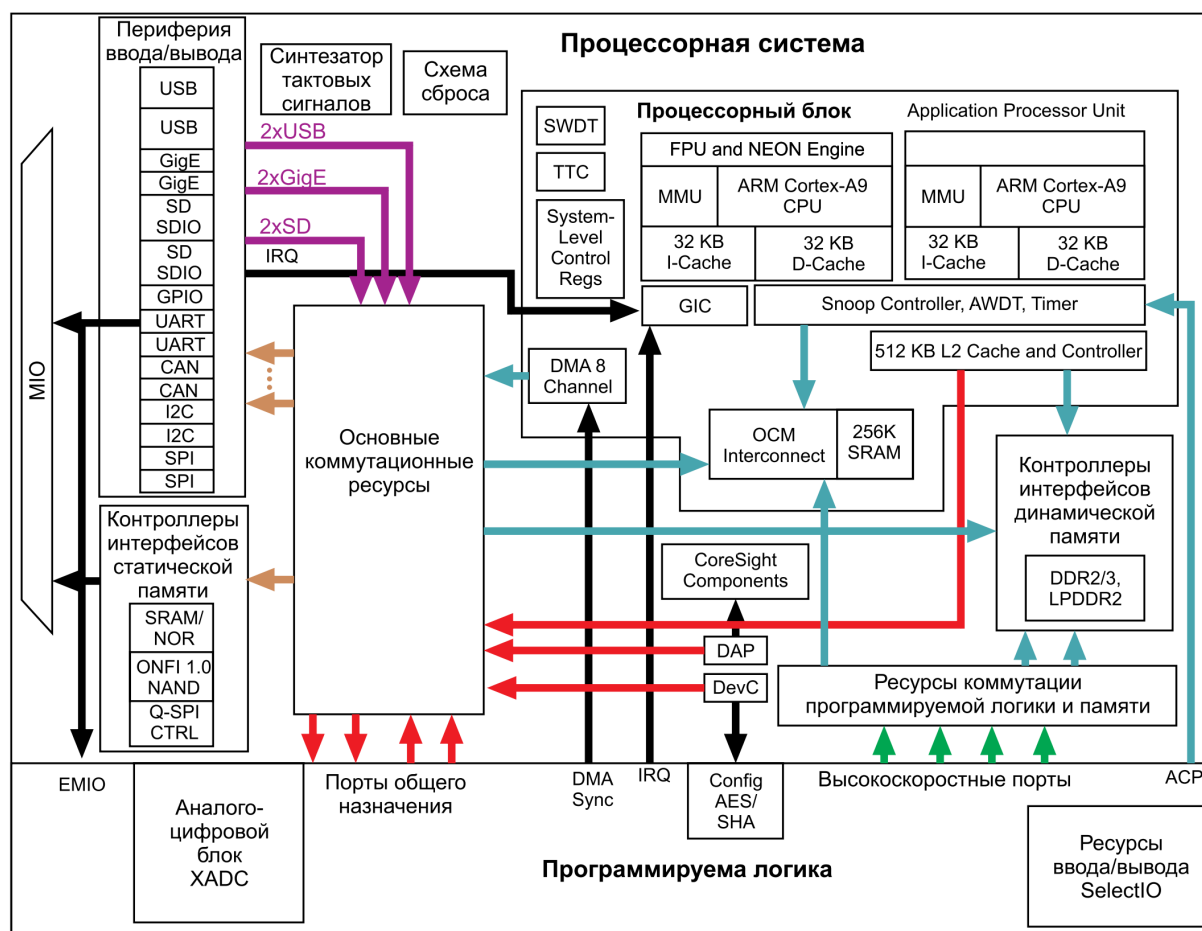 Процессорная система
Периферия
ввода/вывода
USB
USB
GigE
GigE
SD
SDIO
SD
SDIO
GPIO
UART
UART
CAN
CAN
I2C
I2C
SPI
SPI
MIO
Синтезатор
тактовых
сигналов
Схема
сброса
2xUSB
2xGigE
2xSD
IRQ
SWDT
TTC
System-
Level
Control
Regs
Процессорный блок
FPU and NEON Engine
MMU
ARM Cortex-A9
CPU
32 KB
I-Cache
32 KB
D-Cache
Application Processor Unit
MMU
ARM Cortex-A9
CPU
32 KB
I-Cache
32 KB
D-Cache
GIC
Snoop Controller, AWDT, Timer
512 KB L2 Cache and Controller
DMA 8
Channel
Основные
коммутационные
ресурсы
OCM
Interconnect
256K
SRAM
Контроллеры
интерфейсов
динамической
памяти
DDR2/3,
LPDDR2
Контроллеры
интерфейсов
статической
памяти
SRAM/
NOR
ONFI 1.0
NAND
Q-SPI
CTRL
CoreSight
Components
DAP
DevC
Ресурсы коммутации
программируемой логики и памяти
EMIO
Аналого-
цифровой
блок
XADC
Порты общего
назначения
DMA
Sync
IRQ
Config
AES/
SHA
Высокоскоростные порты
ACP
Программируема логика
Ресурсы
ввода/вывода
SelectIO